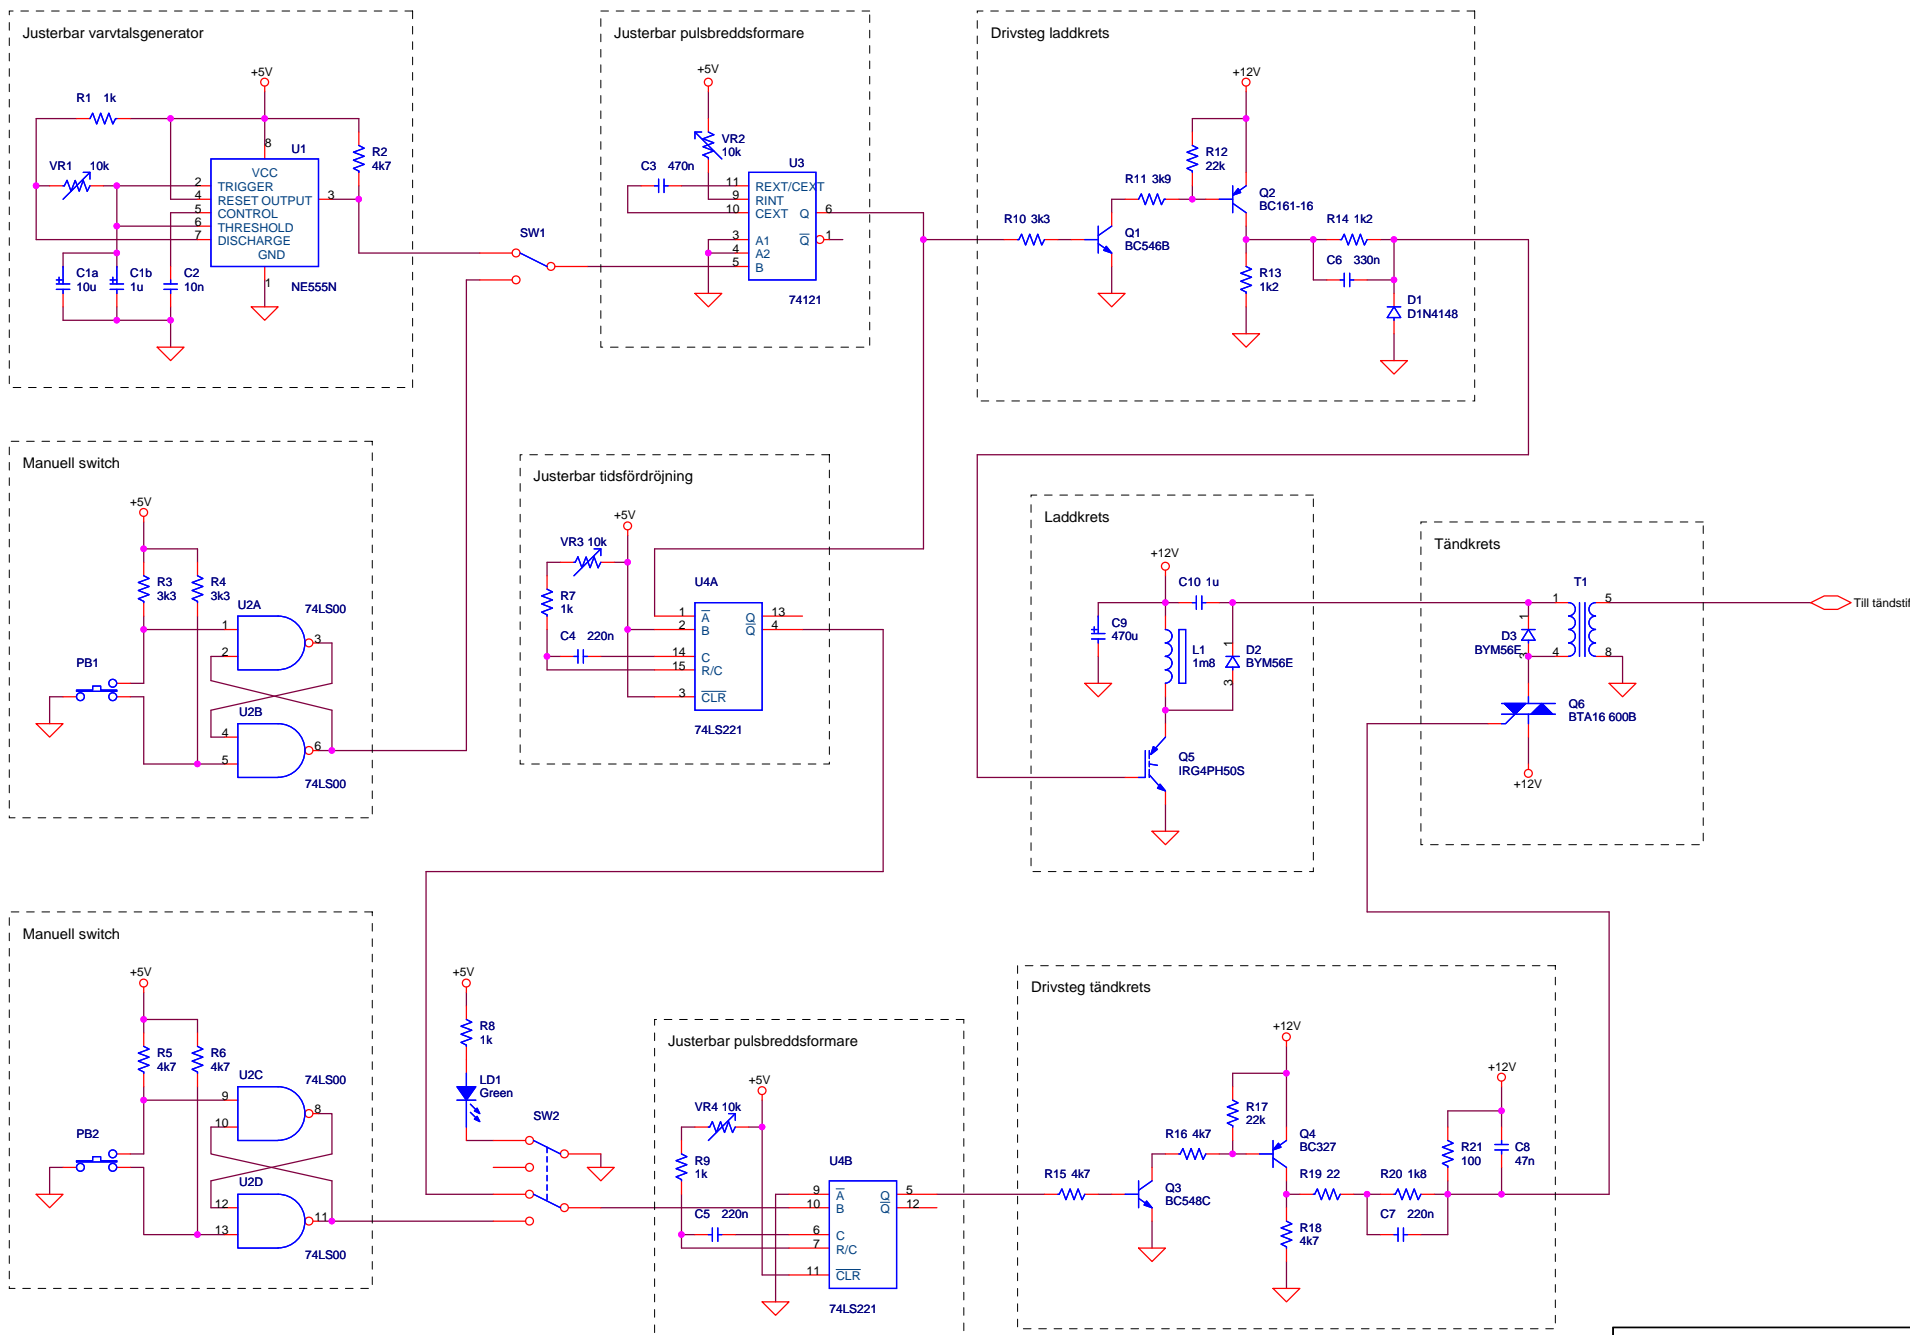 Justerbar varvtalsgenerator
+5V
R1 1k
VR1 10k
U1
R2
4k7
8
VCC
2 TRIGGER
4 RESET OUTPUT 3
5 CONTROL
6 THRESHOLD
7 DISCHARGE
GND
1
NE555N
C1a
10u
C1b
1u
C2
10n
SW1
Justerbar pulsbreddsformare
+5V
VR2
10k
C3 470n
U3
11 REXT/CEXT
9 RINT
10 CEXT Q 6
3 A1 Q 1
4 A2
5 B
74121
Drivsteg laddkrets
+12V
R12
22k
R11 3k9
Q2
BC161-16
R10 3k3
Q1
BC546B
R14 1k2
C6 330n
R13
1k2
D1
D1N4148
Manuell switch
+5V
R3
3k3
R4
3k3
U2A
74LS00
1
2
3
PB1
U2B
4
5
6
74LS00
Justerbar tidsfördröjning
+5V
VR3 10k
R7
1k
U4A
C4 220n
1 A Q 13
2 B Q 4
14 C
15 R/C
3 CLR
74LS221
Laddkrets
+12V
C10 1u
C9
470u
L1
1m8
1
D2
BYM56E
3
Q5
IRG4PH50S
Tändkrets
T1
1
5
1
D3
BYM56E
3
4
8
Till tändstif
Q6
BTA16 600B
+12V
Manuell switch
+5V
R5
4k7
R6
4k7
U2C
74LS00
9
10
8
PB2
U2D
12
13
11
74LS00
+5V
R8
1k
LD1
Green
SW2
Justerbar pulsbreddsformare
+5V
VR4 10k
R9
1k
U4B
C5 220n
9 A Q 5
10 B Q 12
6 C
7 R/C
11 CLR
74LS221
Drivsteg tändkrets
+12V
R17
22k
R16 4k7
Q4
BC327
R15 4k7
Q3
BC548C
R19 22
R20 1k8
C7 220n
R18
4k7
+12V
R21
100
C8
47n